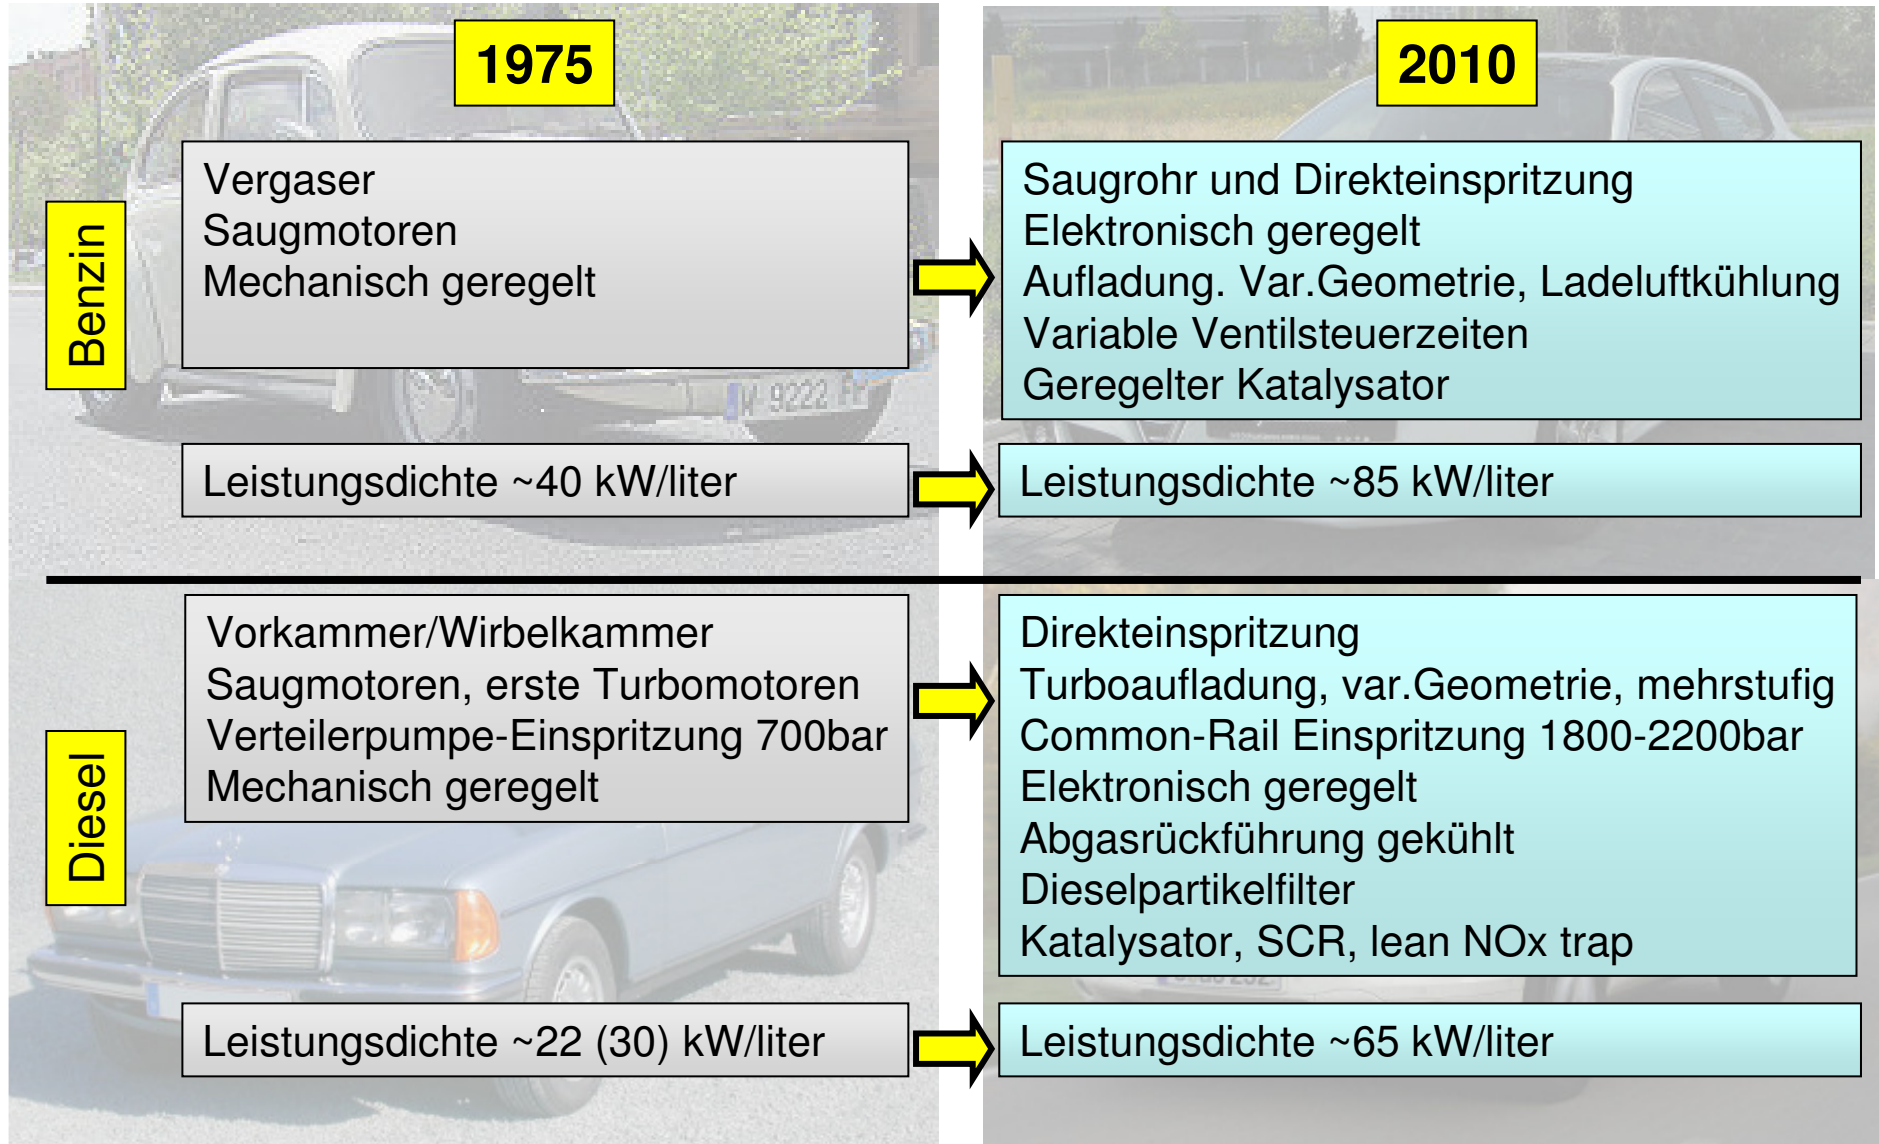 1975
2010
Benzin
Vergaser
Saugmotoren
Mechanisch geregelt
Saugrohr und Direkteinspritzung
Elektronisch geregelt
Aufladung. Var.Geometrie, Ladeluftkühlung
Variable Ventilsteuerzeiten
Geregelter Katalysator
9222
Leistungsdichte ~40 kW/liter
Leistungsdichte ~85 kW/liter
Diesel
Vorkammer/Wirbelkammer
Saugmotoren, erste Turbomotoren
Verteilerpumpe-Einspritzung 700bar
Mechanisch geregelt
Direkteinspritzung
Turboaufladung, var.Geometrie, mehrstufig
Common-Rail Einspritzung 1800-2200bar
Elektronisch geregelt
Abgasrückführung gekühlt
Dieselpartikelfilter
Katalysator, SCR, lean NOx trap
Leistungsdichte ~22 (30) kW/liter
Leistungsdichte ~65 kW/liter